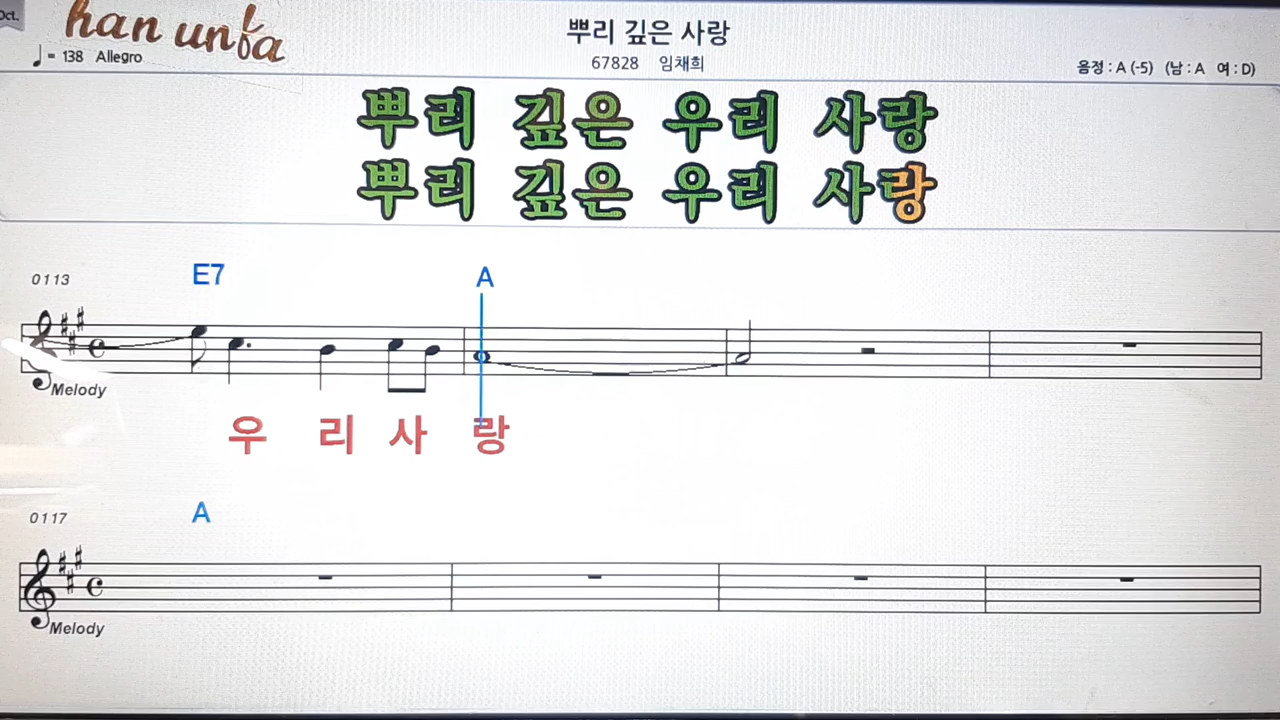 Oct.
han unfa
♩ = 138 Allegro
뿌리 깊은 사랑
67828 임채희
음정 : A (-5) (남 : A 여 : D)
뿌리 깊은 우리 사랑
뿌리 깊은 우리 사랑
0113
E7 A
Melody
우 리 사 랑
0117
A
Melody